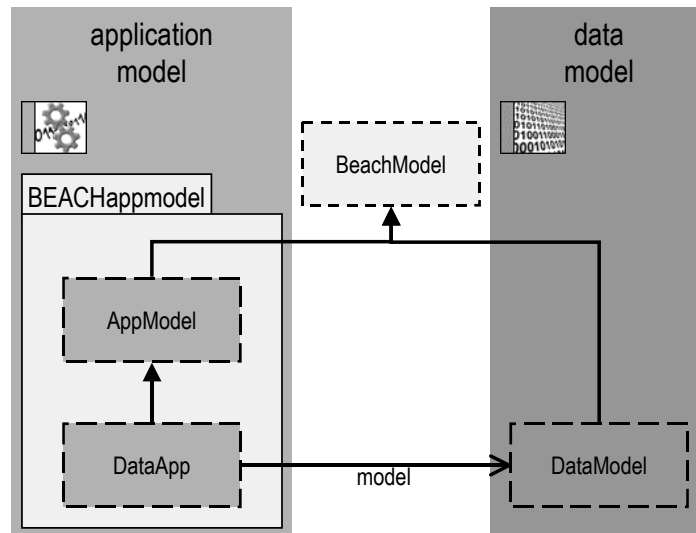 application
model
data
model
BeachModel
BEACHappmodel
AppModel
DataApp
model
DataModel